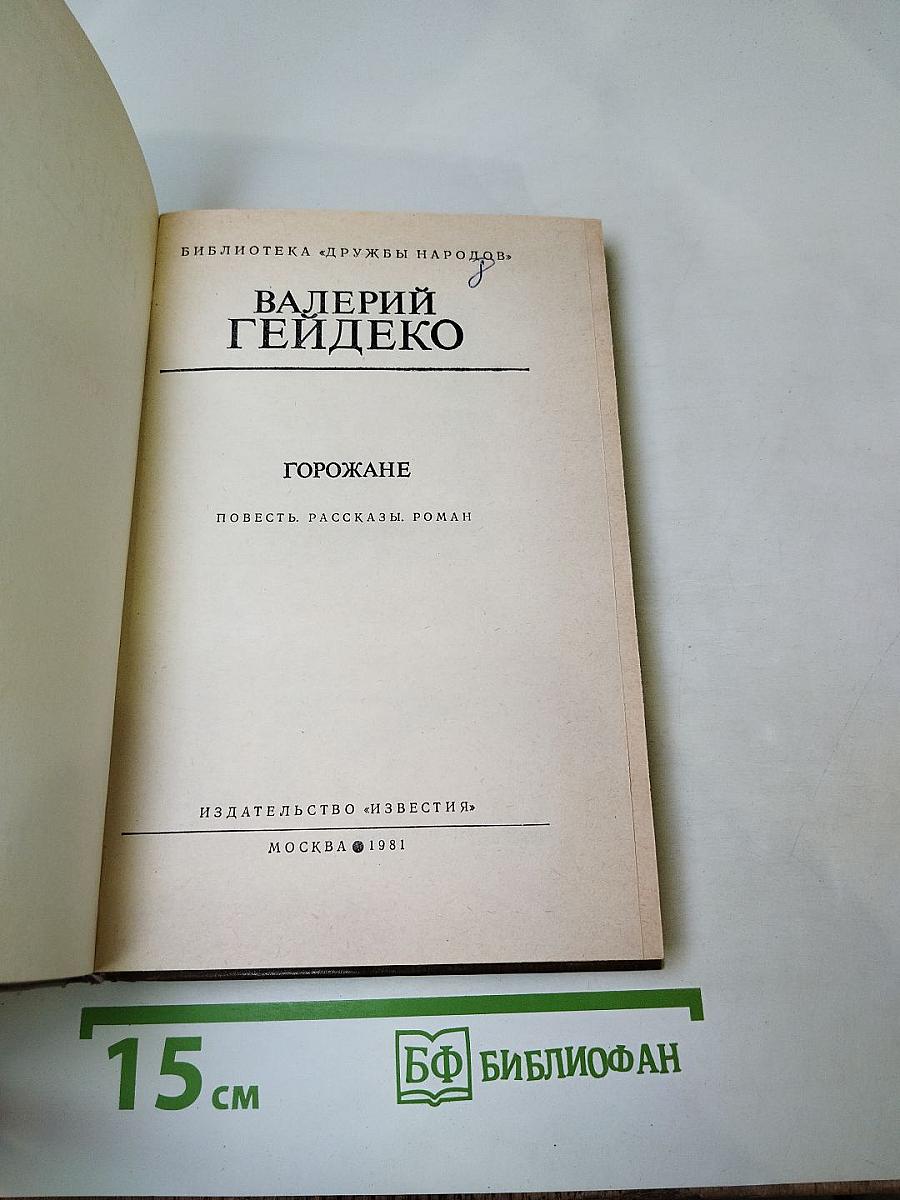 БИБЛИОТЕКА «ДРУЖБЫ НАРОДОВ»
8
ВАЛЕРИЙ
ГЕЙДЕКО
ГОРОЖАНЕ
ПОВЕСТЬ. РАССКАЗЫ. РОМАН
ИЗДАТЕЛЬСТВО «ИЗВЕСТИЯ»
МОСКВА 1981
15 см
БФ БИБЛИОФАН